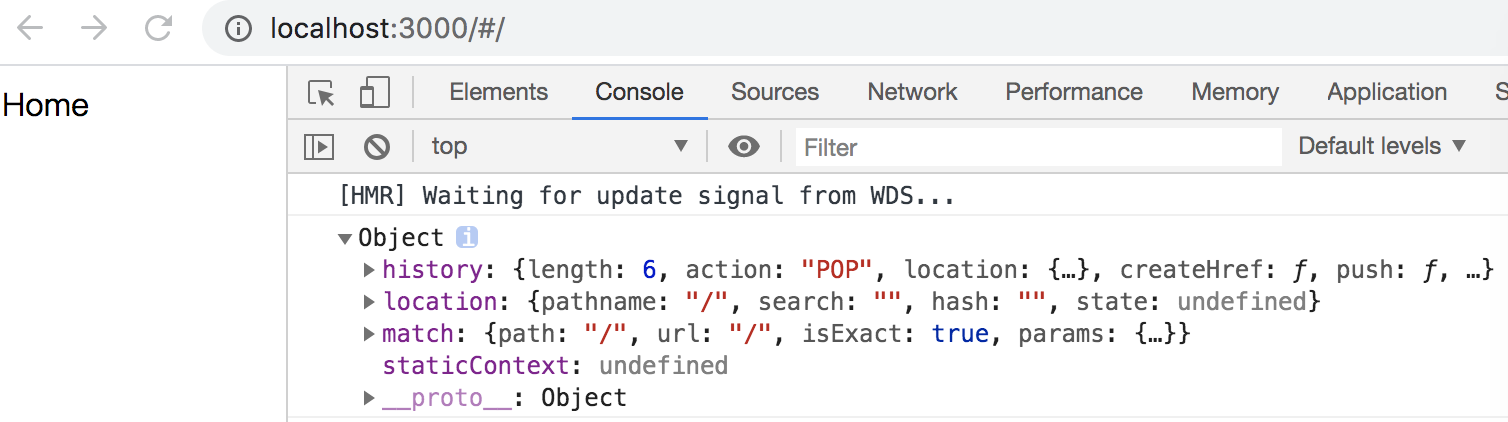 localhost:3000/#/
Home
Elements Console Sources Network Performance Memory Application S
top Filter Default levels
[HMR] Waiting for update signal from WDS...
Object i
history: {length: 6, action: "POP", location: {…}, createHref: ƒ, push: ƒ, …}
location: {pathname: "/", search: "", hash: "", state: undefined}
match: {path: "/", url: "/", isExact: true, params: {…}}
staticContext: undefined
__proto__: Object